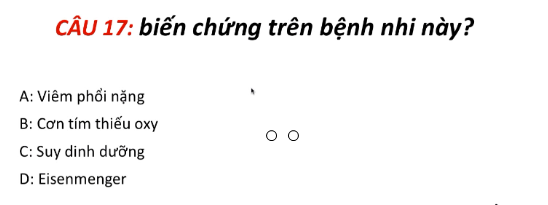 CÂU 17: biến chứng trên bệnh nhi này?
A: Viêm phổi nặng
B: Cơn tím thiếu oxy
C: Suy dinh dưỡng
D: Eisenmenger